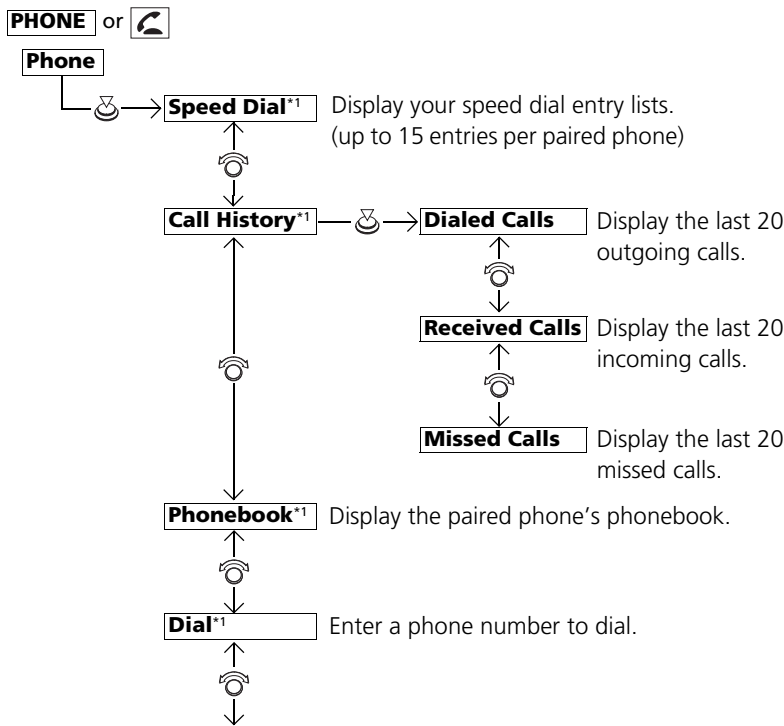 PHONE or
Phone
Speed Dial*1 Display your speed dial entry lists.
(up to 15 entries per paired phone)
Call History*1 Dialed Calls Display the last 20
outgoing calls.
Received Calls Display the last 20
incoming calls.
Missed Calls Display the last 20
missed calls.
Phonebook*1 Display the paired phone’s phonebook.
Dial*1 Enter a phone number to dial.